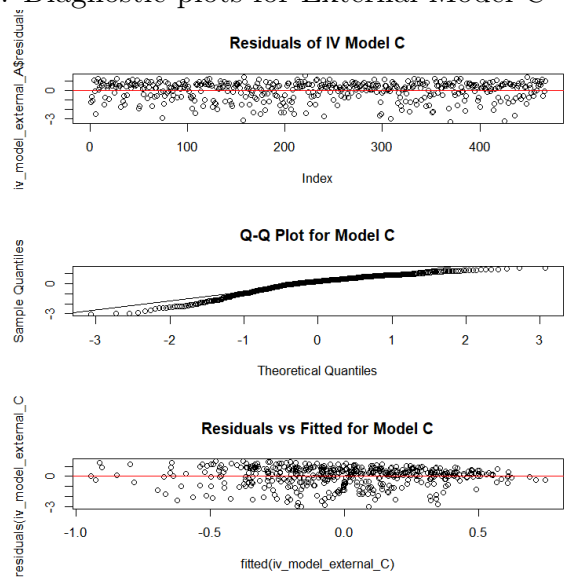 . Diagnostic plots for External Model C
Residuals of IV Model C
iv_model_external_A$residuals
0
-3
0 100 200 300 400
Index
Q-Q Plot for Model C
Sample Quantiles
0
-3
-3 -2 -1 0 1 2 3
Theoretical Quantiles
Residuals vs Fitted for Model C
residuals(iv_model_external_C)
0
-3
-1.0 -0.5 0.0 0.5
fitted(iv_model_external_C)